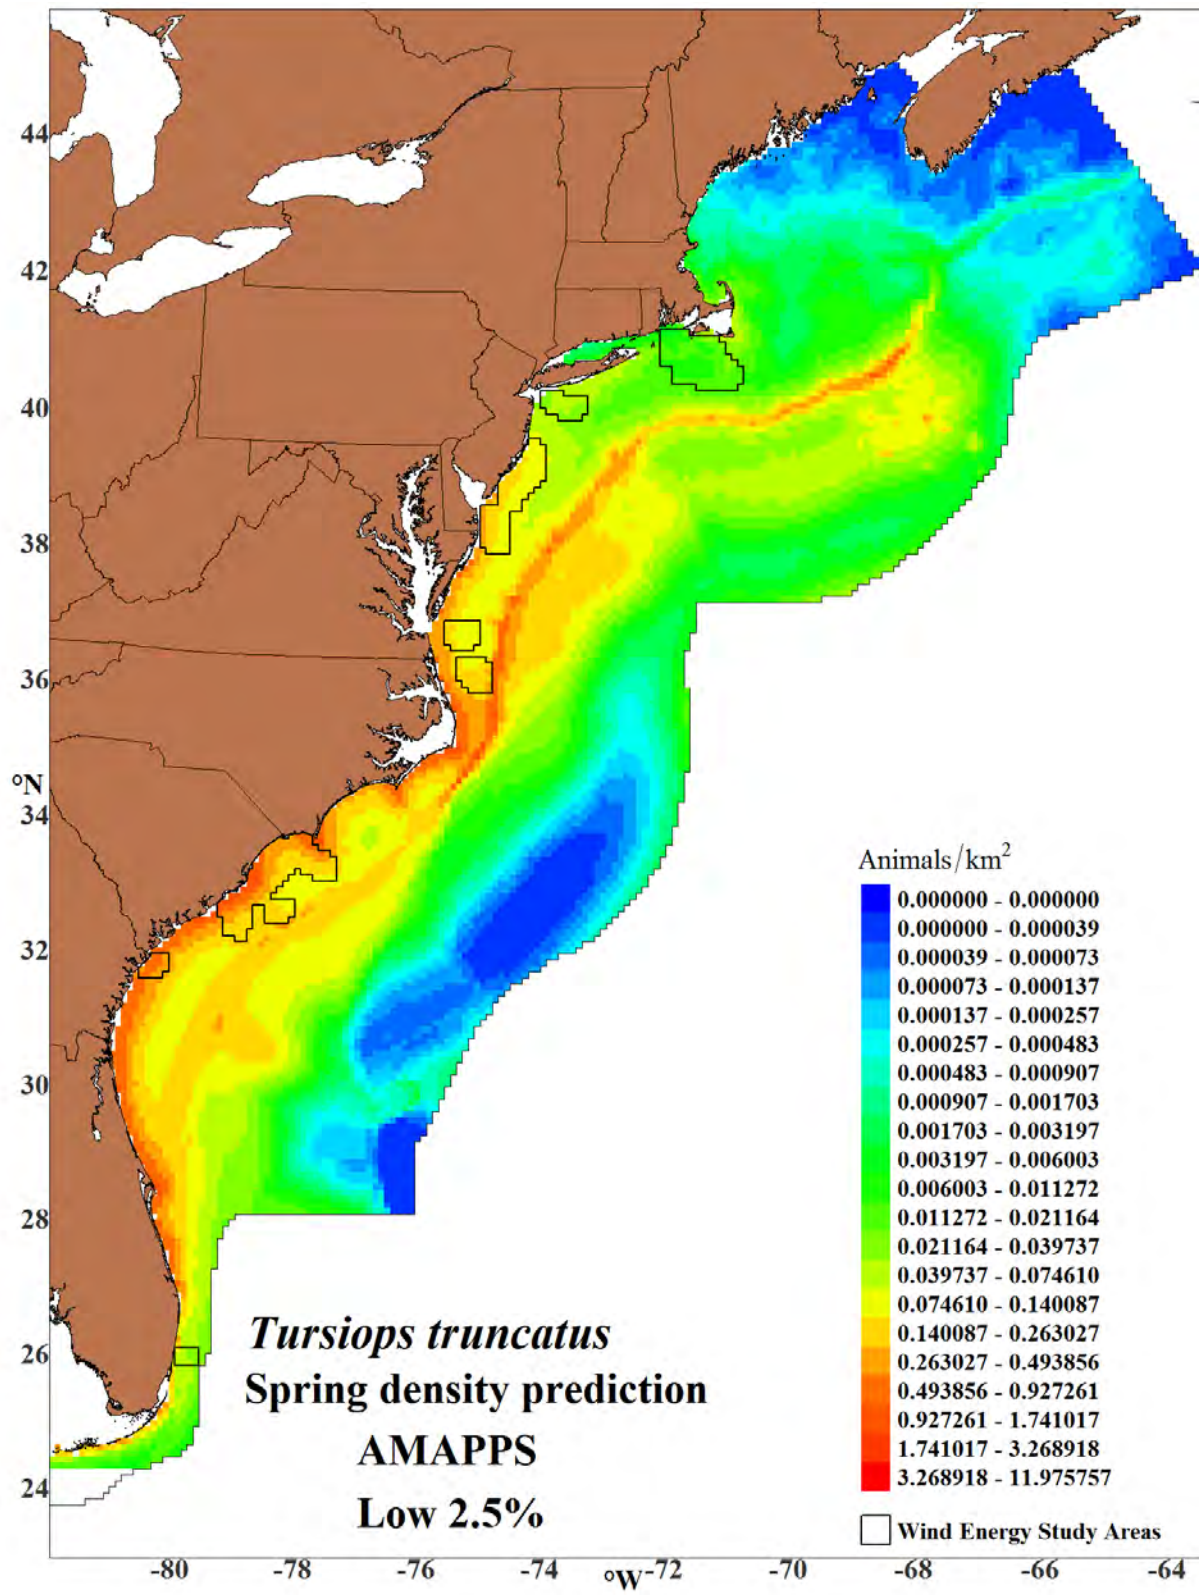 44
42
40
38
36
°N
34
32
30
28
26
24
Animals/km²
0.000000 - 0.000000
0.000000 - 0.000039
0.000039 - 0.000073
0.000073 - 0.000137
0.000137 - 0.000257
0.000257 - 0.000483
0.000483 - 0.000907
0.000907 - 0.001703
0.001703 - 0.003197
0.003197 - 0.006003
0.006003 - 0.011272
0.011272 - 0.021164
0.021164 - 0.039737
0.039737 - 0.074610
0.074610 - 0.140087
0.140087 - 0.263027
0.263027 - 0.493856
0.493856 - 0.927261
0.927261 - 1.741017
1.741017 - 3.268918
3.268918 - 11.975757
Wind Energy Study Areas
Tursiops truncatus
Spring density prediction
AMAPPS
Low 2.5%
-80 -78 -76 -74 °W -72 -70 -68 -66 -64